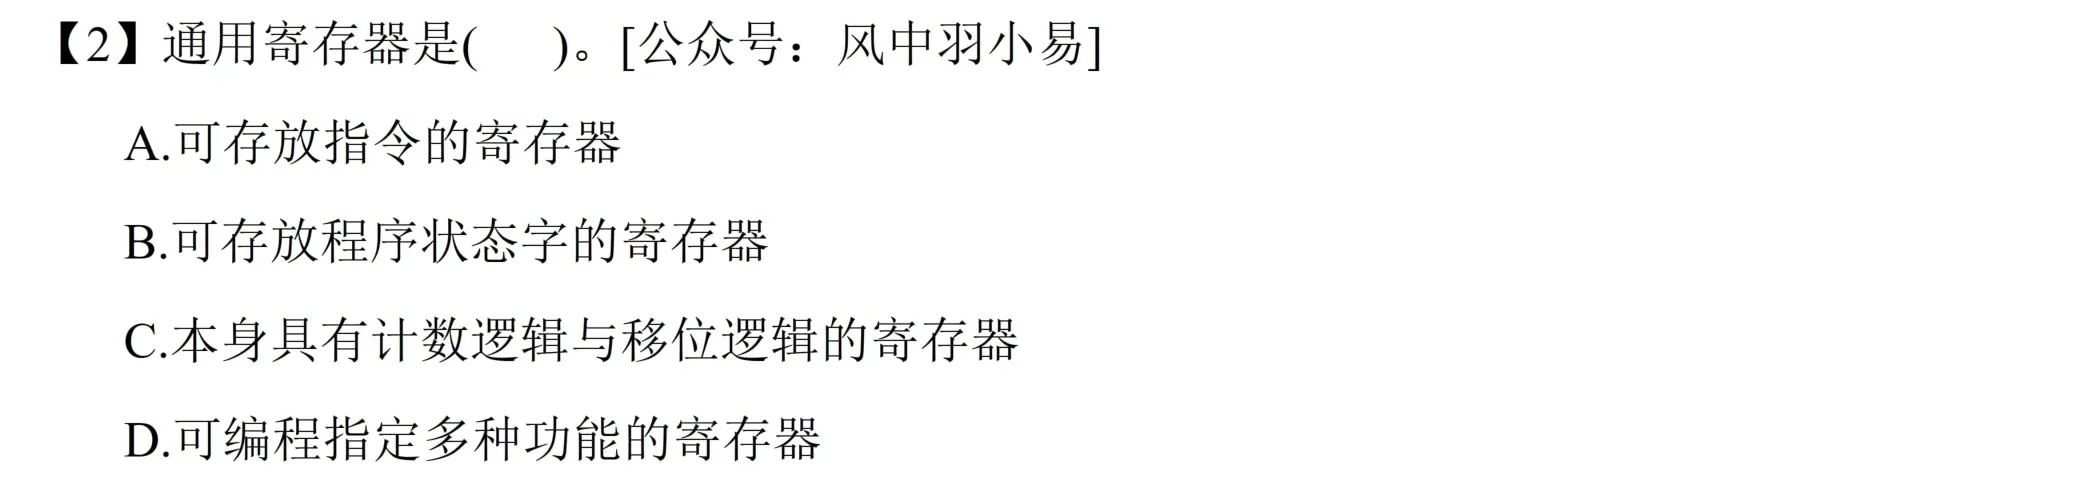 【2】通用寄存器是(    )。[公众号：风中羽小易]
A.可存放指令的寄存器
B.可存放程序状态字的寄存器
C.本身具有计数逻辑与移位逻辑的寄存器
D.可编程指定多种功能的寄存器